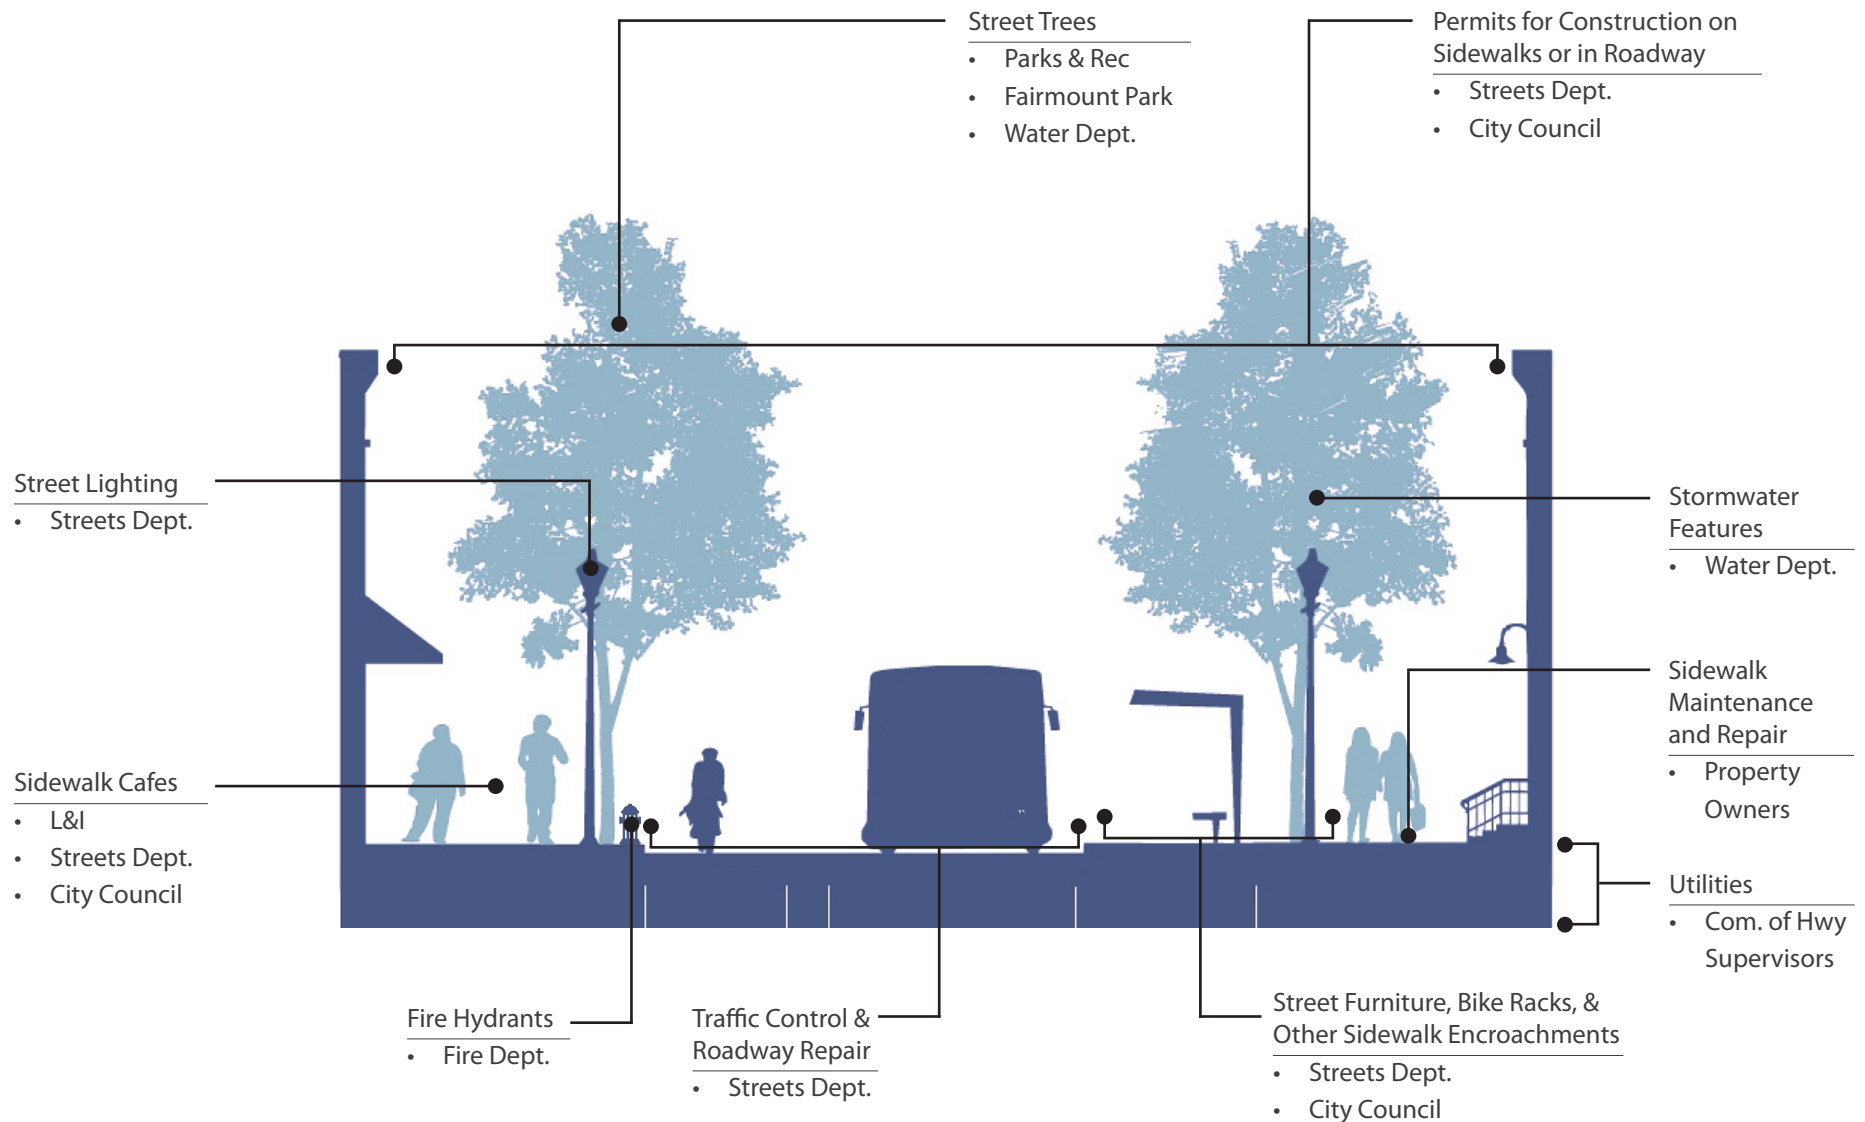 Street Trees
• Parks & Rec
• Fairmount Park
• Water Dept.
Permits for Construction on
Sidewalks or in Roadway
• Streets Dept.
• City Council
Street Lighting
• Streets Dept.
Stormwater
Features
• Water Dept.
Sidewalk
Maintenance
and Repair
• Property
Owners
Sidewalk Cafes
• L&I
• Streets Dept.
• City Council
Utilities
• Com. of Hwy
Supervisors
Fire Hydrants
• Fire Dept.
Traffic Control &
Roadway Repair
• Streets Dept.
Street Furniture, Bike Racks, &
Other Sidewalk Encroachments
• Streets Dept.
• City Council